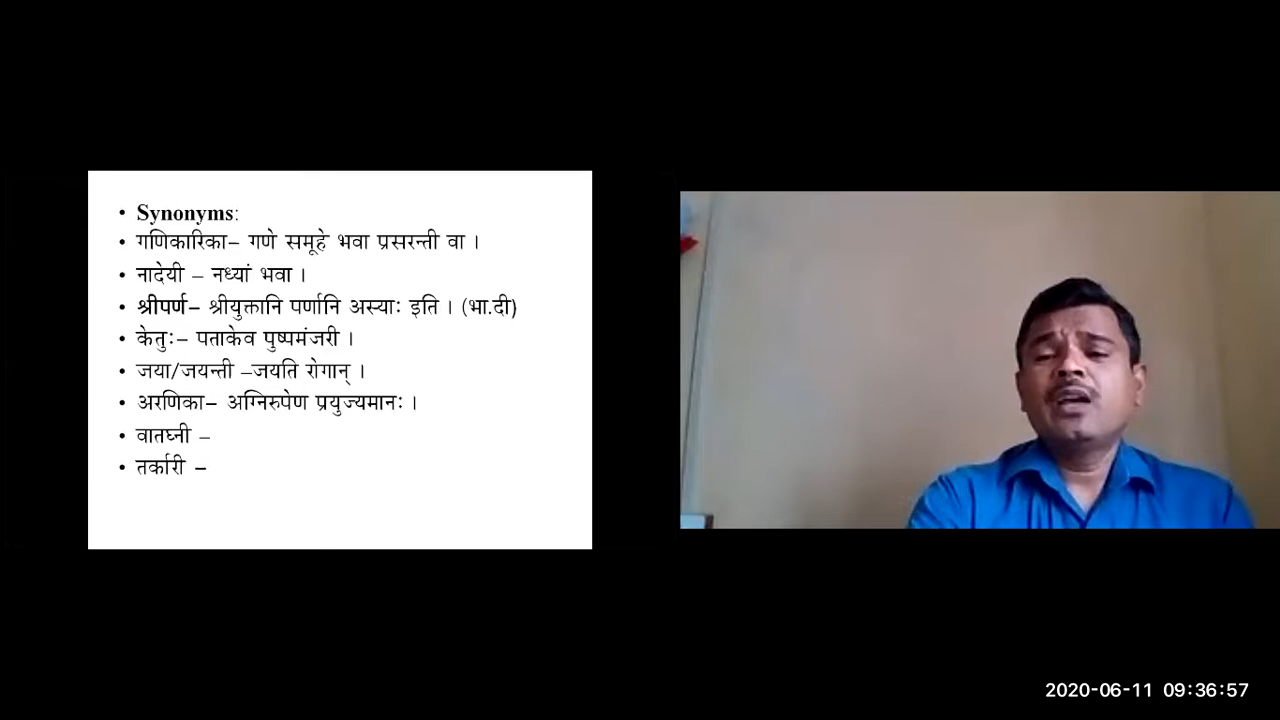 • Synonyms:
• गणिकारिका– गणे समूहे भवा प्रसरन्ती वा ।
• नादेयी – नध्यां भवा ।
• श्रीपर्ण– श्रीयुक्तानि पर्णानि अस्याः इति । (भा.दी)
• केतुः– पताकेव पुष्पमंजरी ।
• जया/जयन्ती –जयति रोगान् ।
• अरणिका– अग्निरुपेण प्रयुज्यमानः ।
• वातघ्नी –
• तर्कारी –
2020-06-11 09:36:57